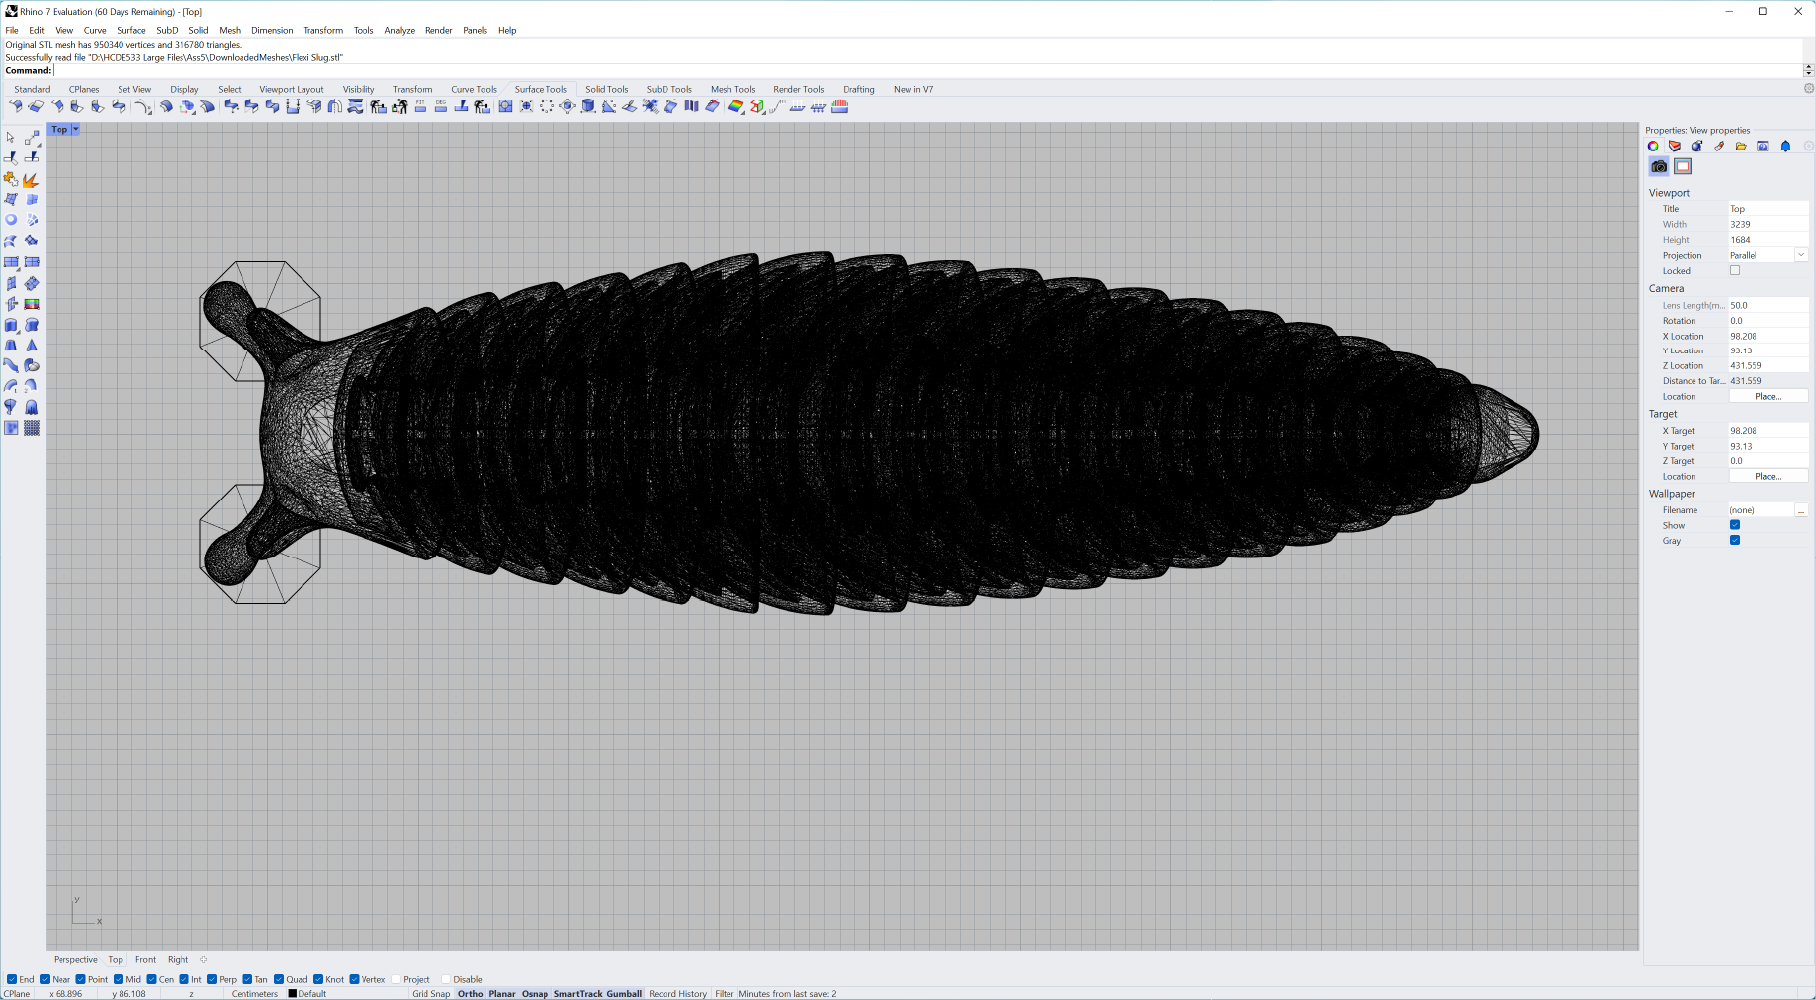 Rhino 7 Evaluation (60 Days Remaining) - [Top]
File Edit View Curve Surface SubD Solid Mesh Dimension Transform Tools Analyze Render Panels Help
Original STL mesh has 950340 vertices and 316780 triangles.
Successfully read file "D:\HCDE533 Large Files\Ass5\DownloadedMeshes\Flexi Slug.stl"
Command:
Standard CPlanes Set View Display Select Viewport Layout Visibility Transform Curve Tools Surface Tools Solid Tools SubD Tools Mesh Tools Render Tools Drafting New in V7
Top
Properties: View properties
Viewport
Title Top
Width 3239
Height 1684
Projection Parallel
Locked
Camera
Lens Length(m... 50.0
Rotation 0.0
X Location 98.208
Y Location 93.13
Z Location 431.559
Distance to Tar... 431.559
Location Place...
Target
X Target 98.208
Y Target 93.13
Z Target 0.0
Location Place...
Wallpaper
Filename (none) ...
Show
Gray
y
x
Perspective Top Front Right
End Near Point Mid Cen Int Perp Tan Quad Knot Vertex Project Disable
CPlane x 68.896 y 86.108 z Centimeters Default Grid Snap Ortho Planar Osnap SmartTrack Gumball Record History Filter Minutes from last save: 2